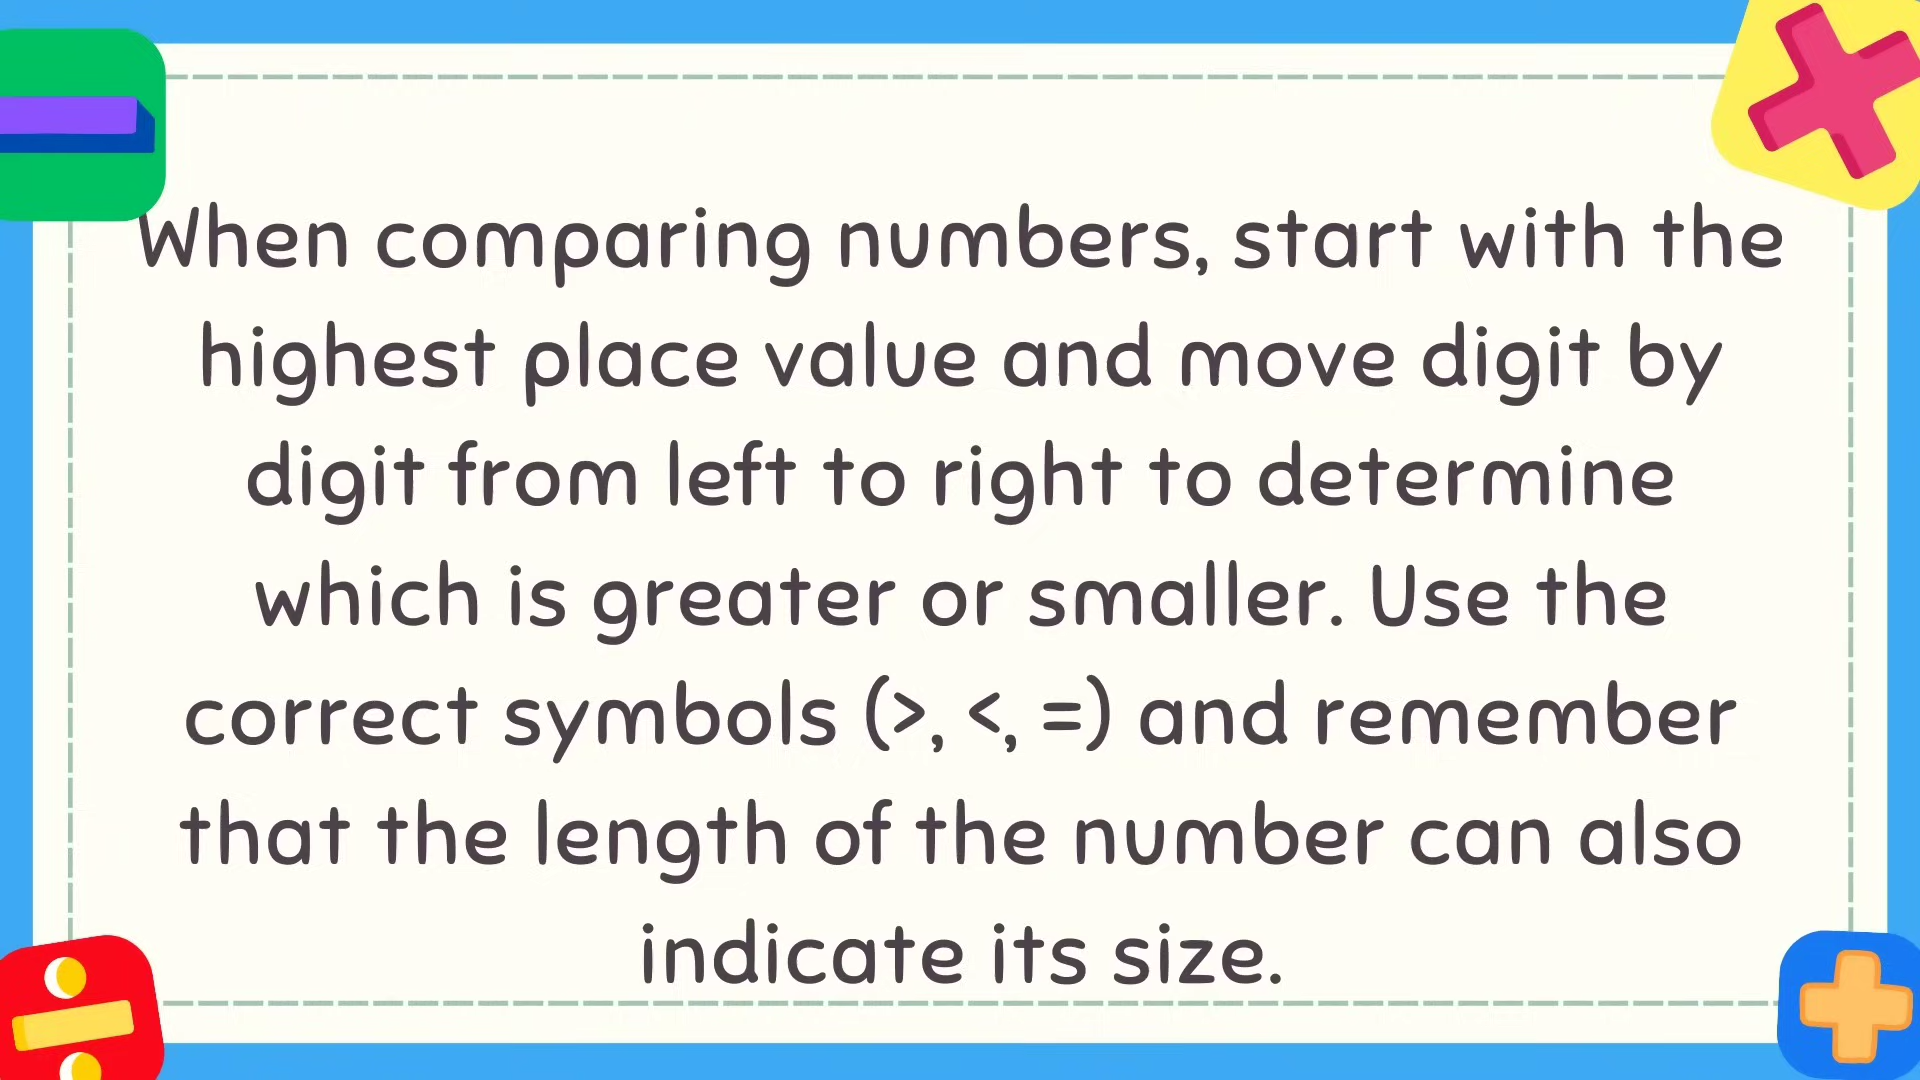 When comparing numbers, start with the
highest place value and move digit by
digit from left to right to determine
which is greater or smaller. Use the
correct symbols (>, <, =) and remember
that the length of the number can also
indicate its size.